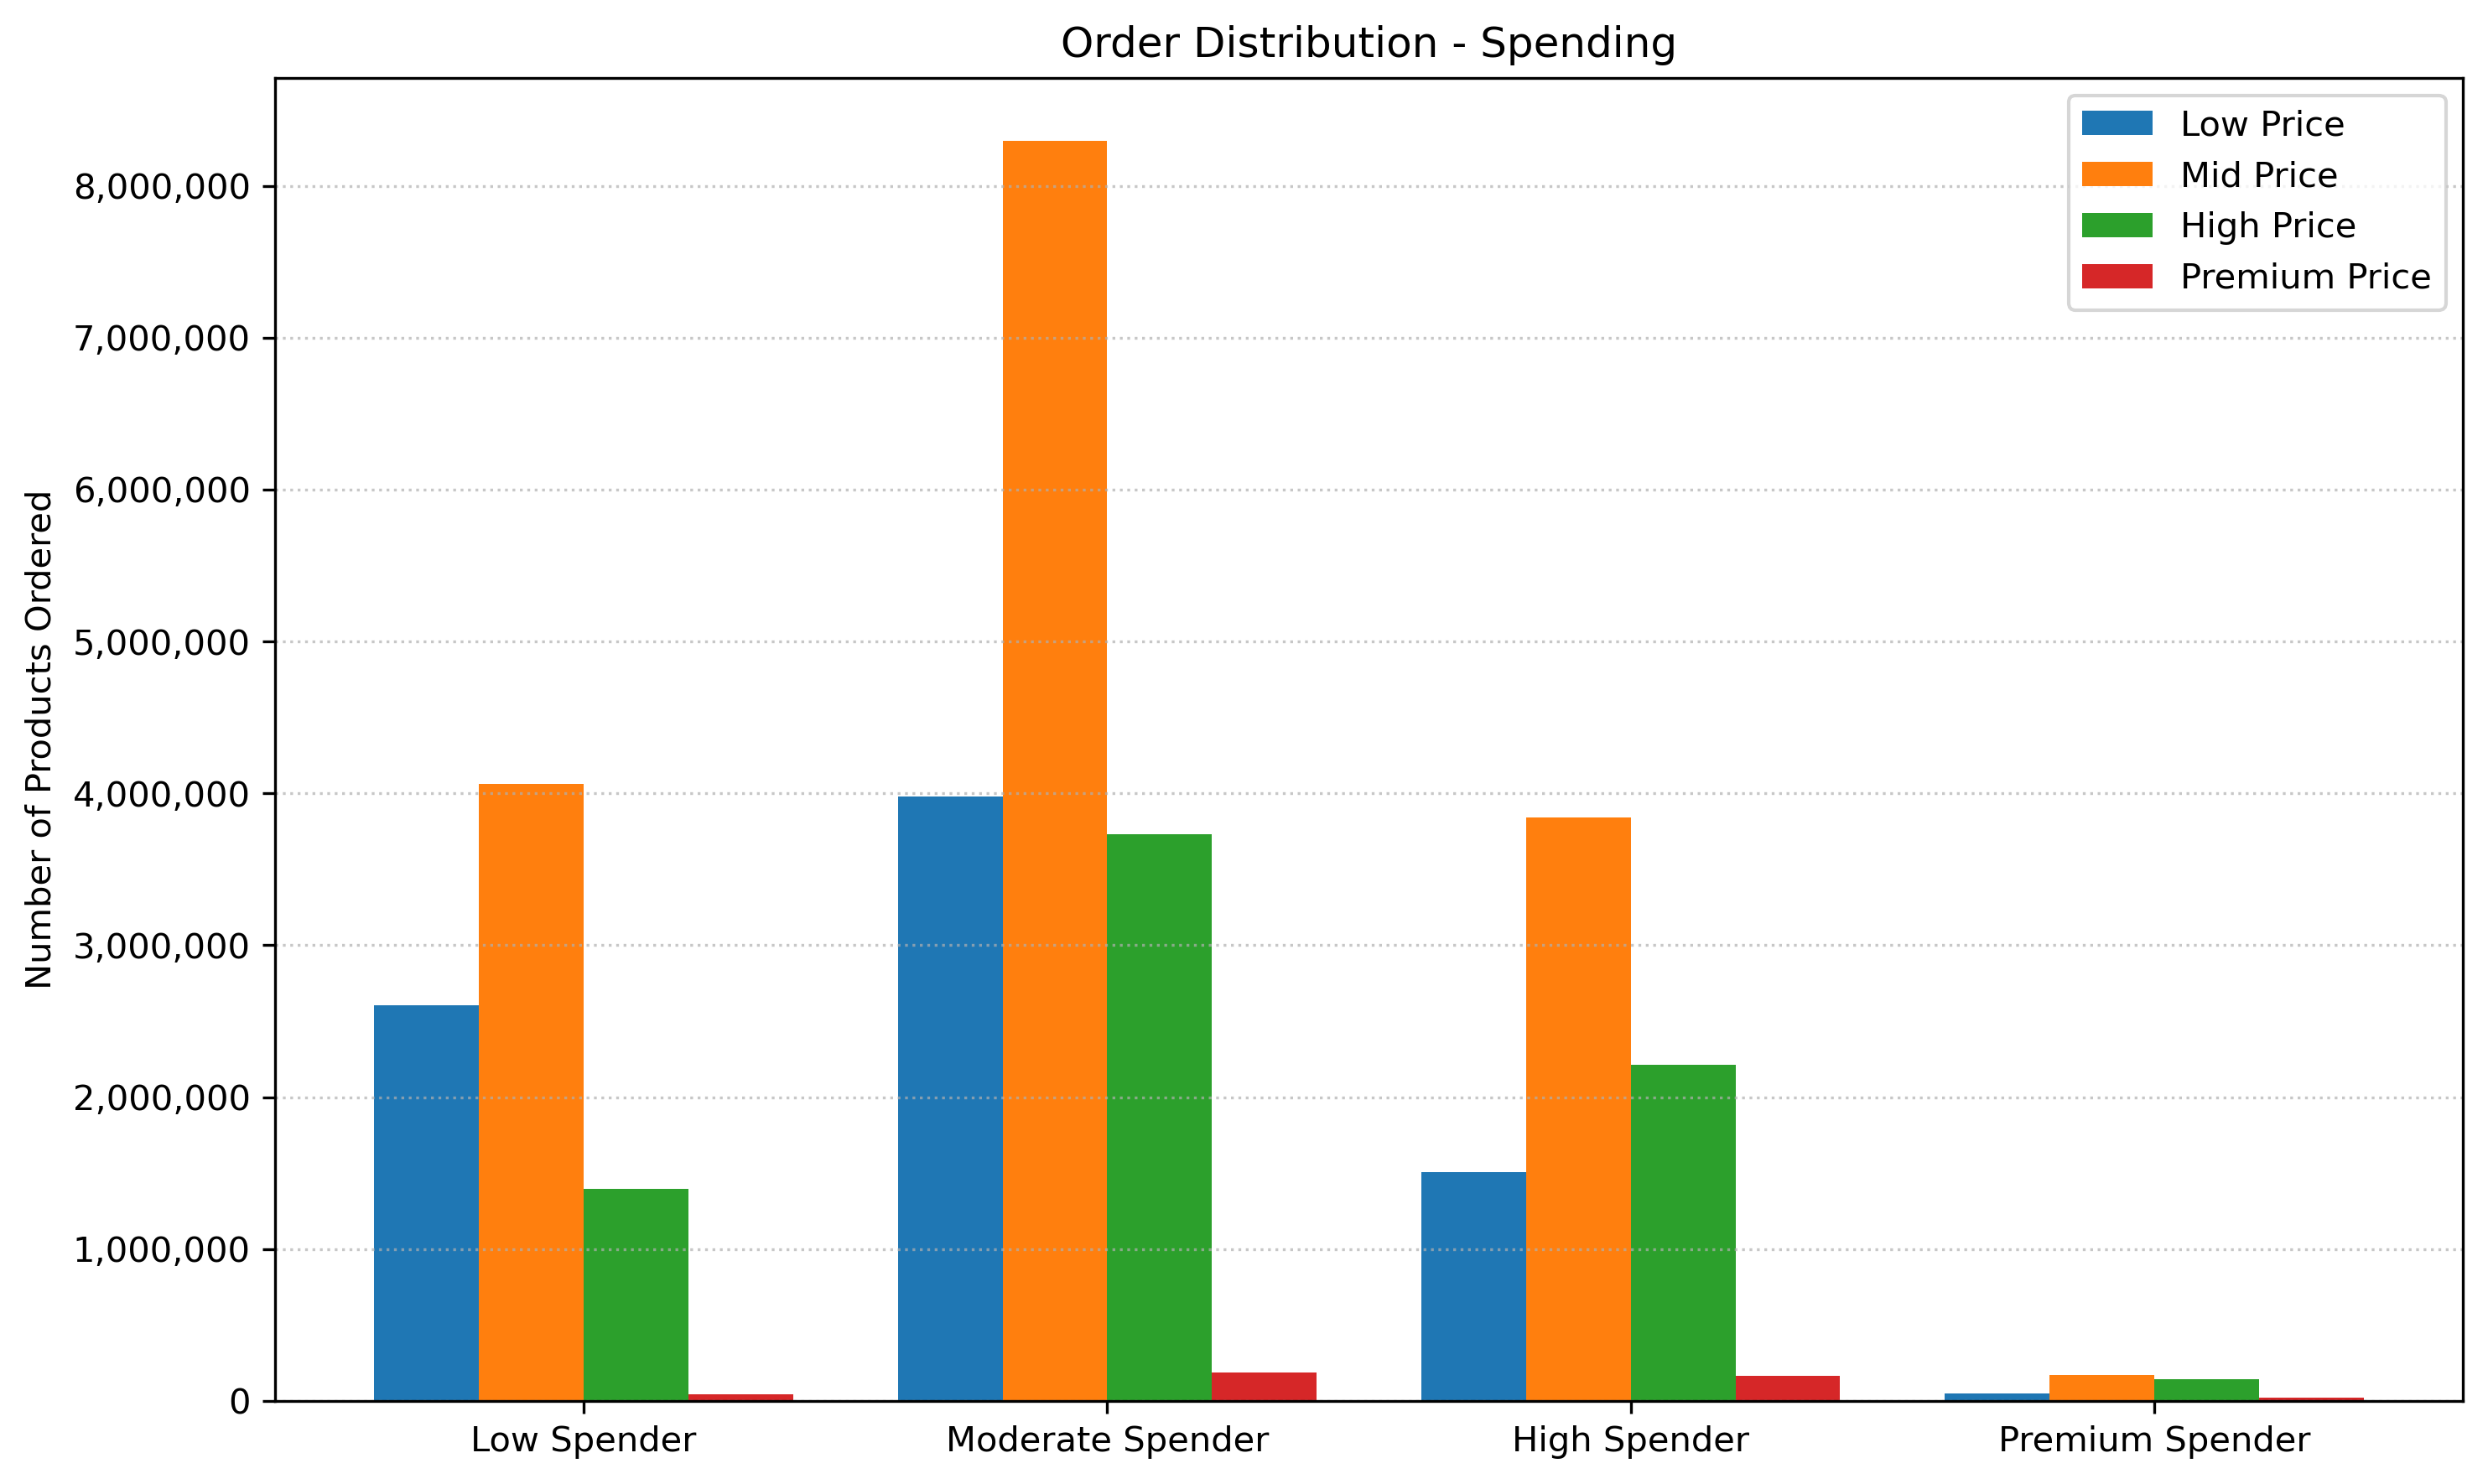 Order Distribution - Spending
Low Price
Mid Price
High Price
Premium Price
Number of Products Ordered
8,000,000
7,000,000
6,000,000
5,000,000
4,000,000
3,000,000
2,000,000
1,000,000
0
Low Spender
Moderate Spender
High Spender
Premium Spender